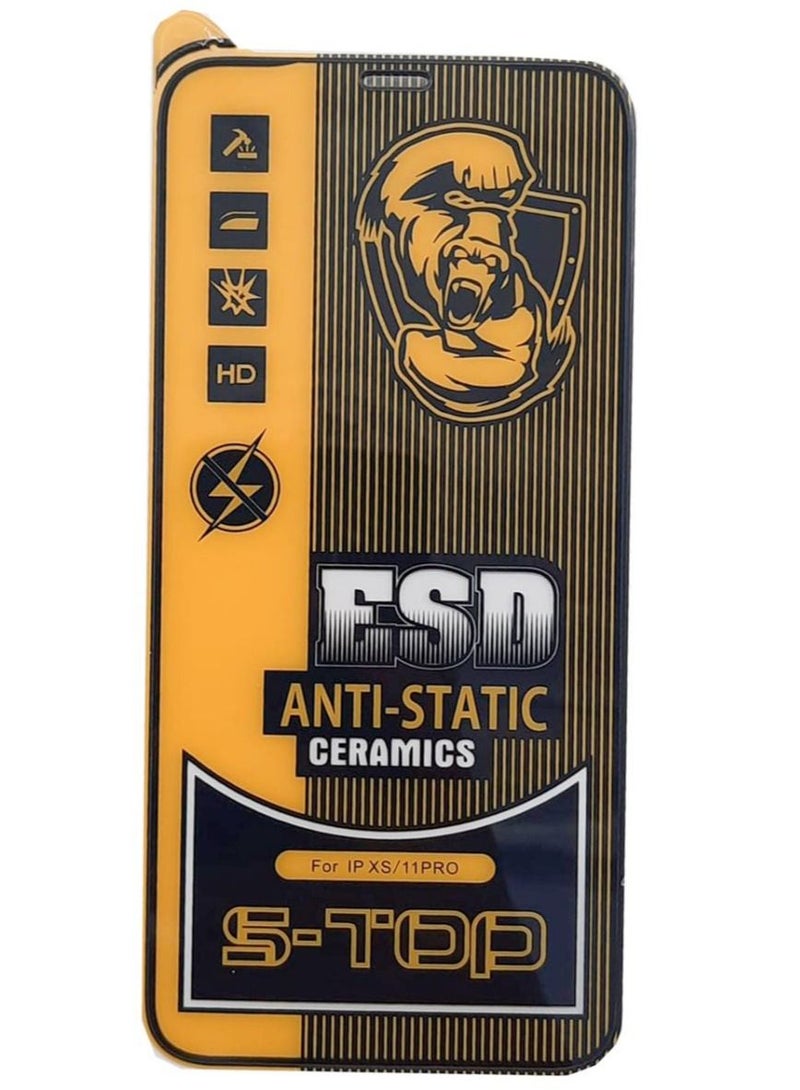 HD
ESD
ANTI-STATIC
CERAMICS
For IP XS/11PRO
S-TOP